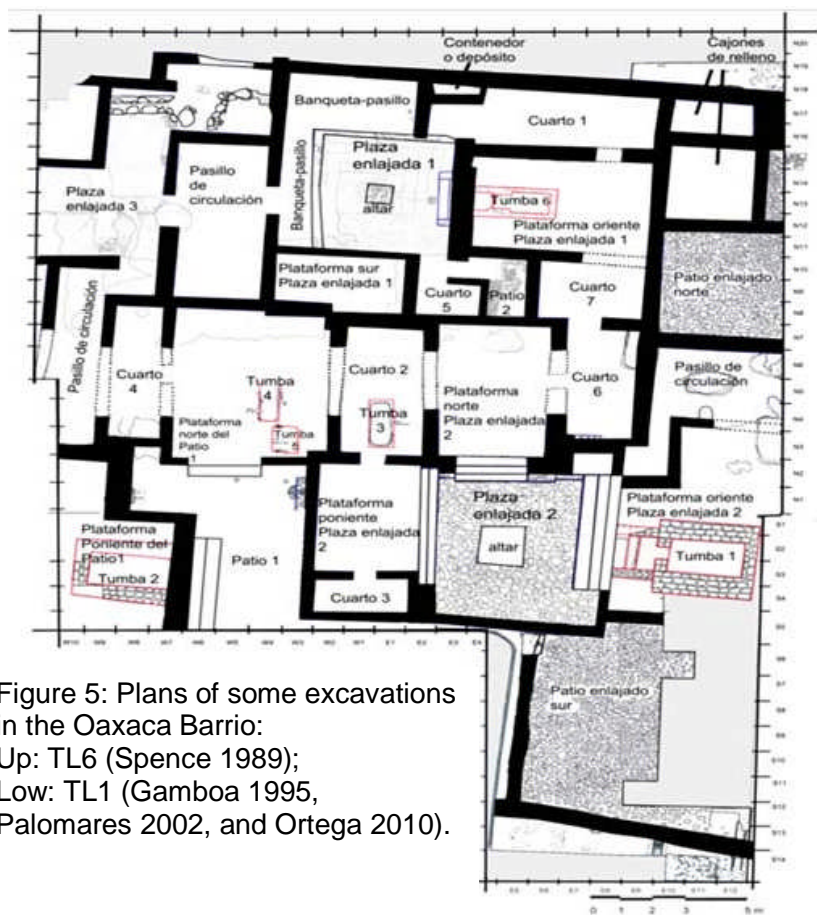 Contenedor
o depósito
Cajones
de relleno
Banqueta-pasillo
Cuarto 1
Plaza
enlajada 1
Banqueta-pasillo
altar
Pasillo
de
circulación
Plaza
enlajada 3
Tumba 6
Plataforma oriente
Plaza enlajada 1
Plataforma sur
Plaza enlajada 1
Cuarto
5
Patio
2
Cuarto
7
Patio enlajado
norte
Pasillo de circulación
Cuarto
4
Tumba
4
Plataforma
norte del
Patio
1
Tumba
Cuarto 2
Tumba
3
Plataforma
norte
Plaza enlajada
2
Cuarto
6
Pasillo de
circulación
Plataforma
poniente
Plaza enlajada
2
Plaza
enlajada 2
altar
Plataforma oriente
Plaza enlajada 2
Tumba 1
Plataforma
Poniente del
Patio1
Tumba 2
Patio 1
Cuarto 3
Patio enlajado
sur
Figure 5: Plans of some excavations
in the Oaxaca Barrio:
Up: TL6 (Spence 1989);
Low: TL1 (Gamboa 1995,
Palomares 2002, and Ortega 2010).
0 1 2 3 5 m